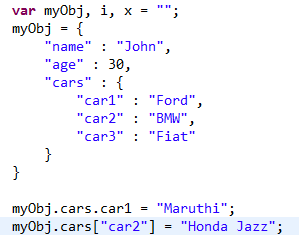 var myObj, i, x = "";
myObj = {
    "name" : "John",
    "age" : 30,
    "cars" : {
        "car1" : "Ford",
        "car2" : "BMW",
        "car3" : "Fiat"
    }
}
myObj.cars.car1 = "Maruthi";
myObj.cars["car2"] = "Honda Jazz";